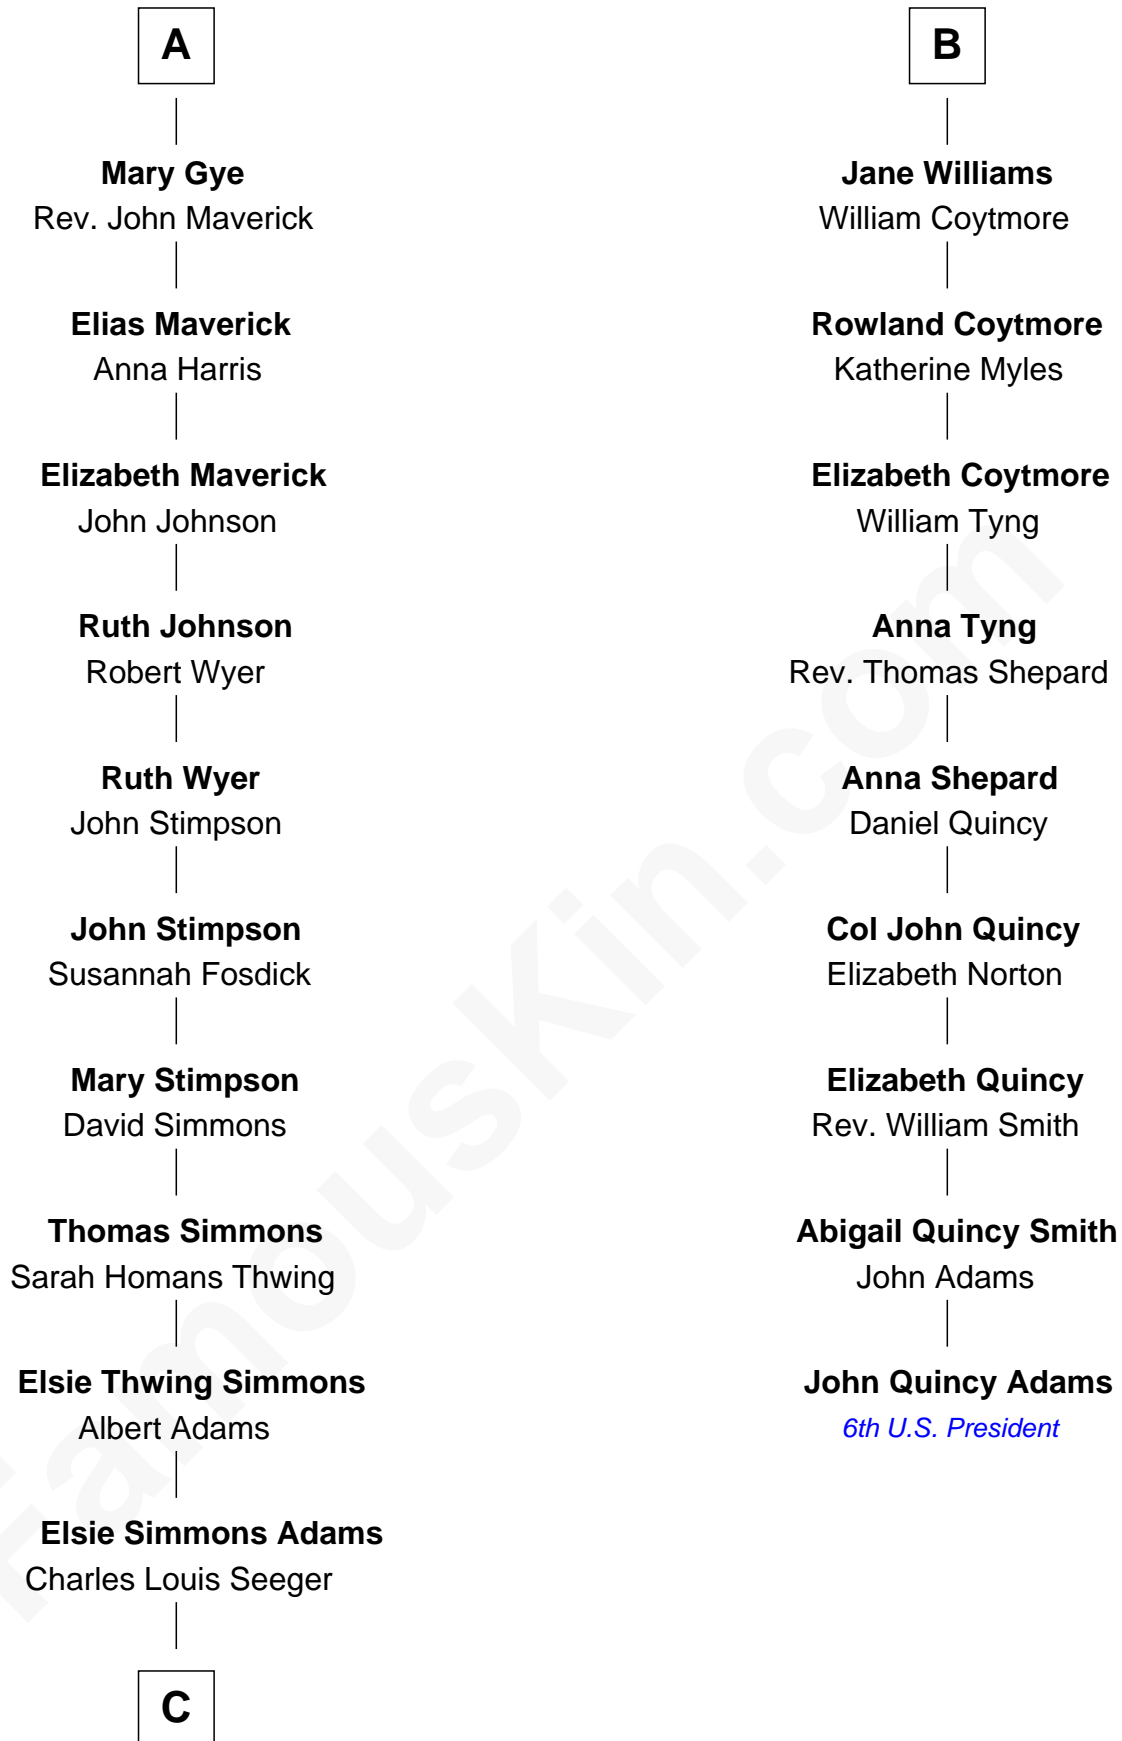 A
Mary Gye
Rev. John Maverick
Elias Maverick
Anna Harris
Elizabeth Maverick
John Johnson
Ruth Johnson
Robert Wyer
Ruth Wyer
John Stimpson
John Stimpson
Susannah Fosdick
Mary Stimpson
David Simmons
Thomas Simmons
Sarah Homans Thwing
Elsie Thwing Simmons
Albert Adams
Elsie Simmons Adams
Charles Louis Seeger
C
B
Jane Williams
William Coytmore
Rowland Coytmore
Katherine Myles
Elizabeth Coytmore
William Tyng
Anna Tyng
Rev. Thomas Shepard
Anna Shepard
Daniel Quincy
Col John Quincy
Elizabeth Norton
Elizabeth Quincy
Rev. William Smith
Abigail Quincy Smith
John Adams
John Quincy Adams
6th U.S. President
FamousKin.com